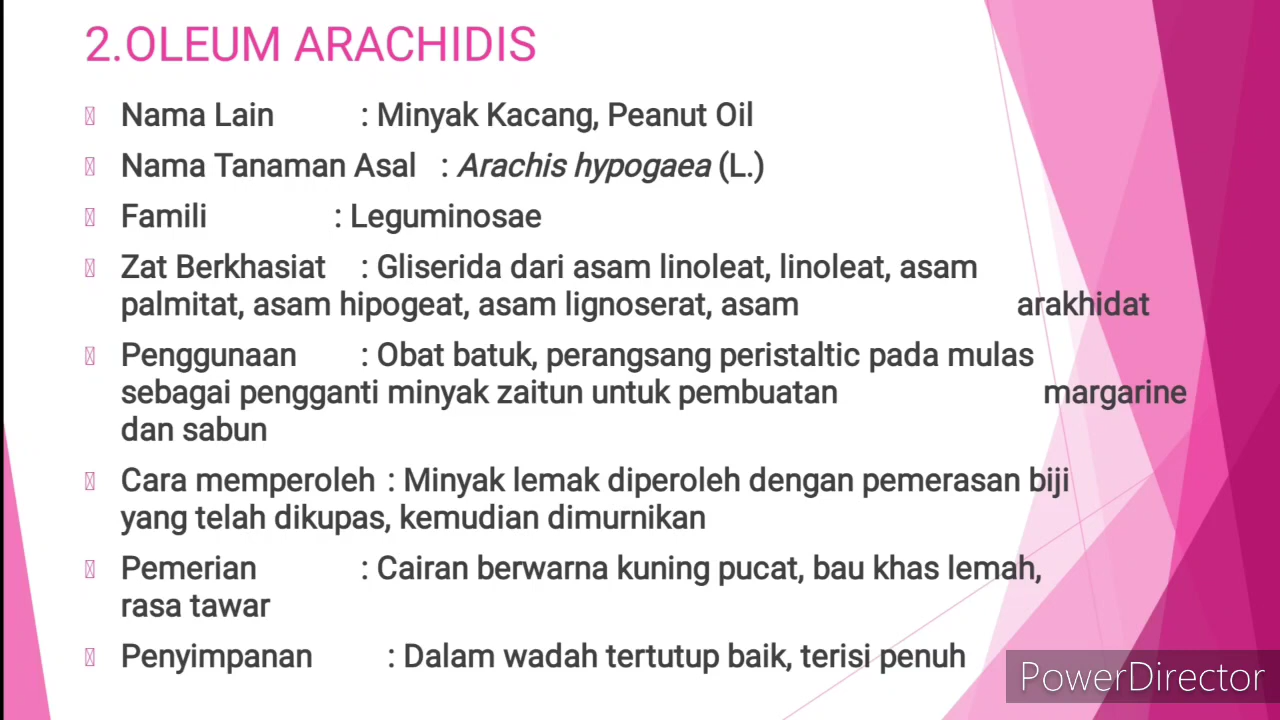 2.OLEUM ARACHIDIS
Nama Lain : Minyak Kacang, Peanut Oil
Nama Tanaman Asal : Arachis hypogaea (L.)
Famili : Leguminosae
Zat Berkhasiat : Gliserida dari asam linoleat, linoleat, asam
palmitat, asam hipogeat, asam lignoserat, asam arakhidat
Penggunaan : Obat batuk, perangsang peristaltic pada mulas
sebagai pengganti minyak zaitun untuk pembuatan margarine
dan sabun
Cara memperoleh : Minyak lemak diperoleh dengan pemerasan biji
yang telah dikupas, kemudian dimurnikan
Pemerian : Cairan berwarna kuning pucat, bau khas lemah,
rasa tawar
Penyimpanan : Dalam wadah tertutup baik, terisi penuh
PowerDirector